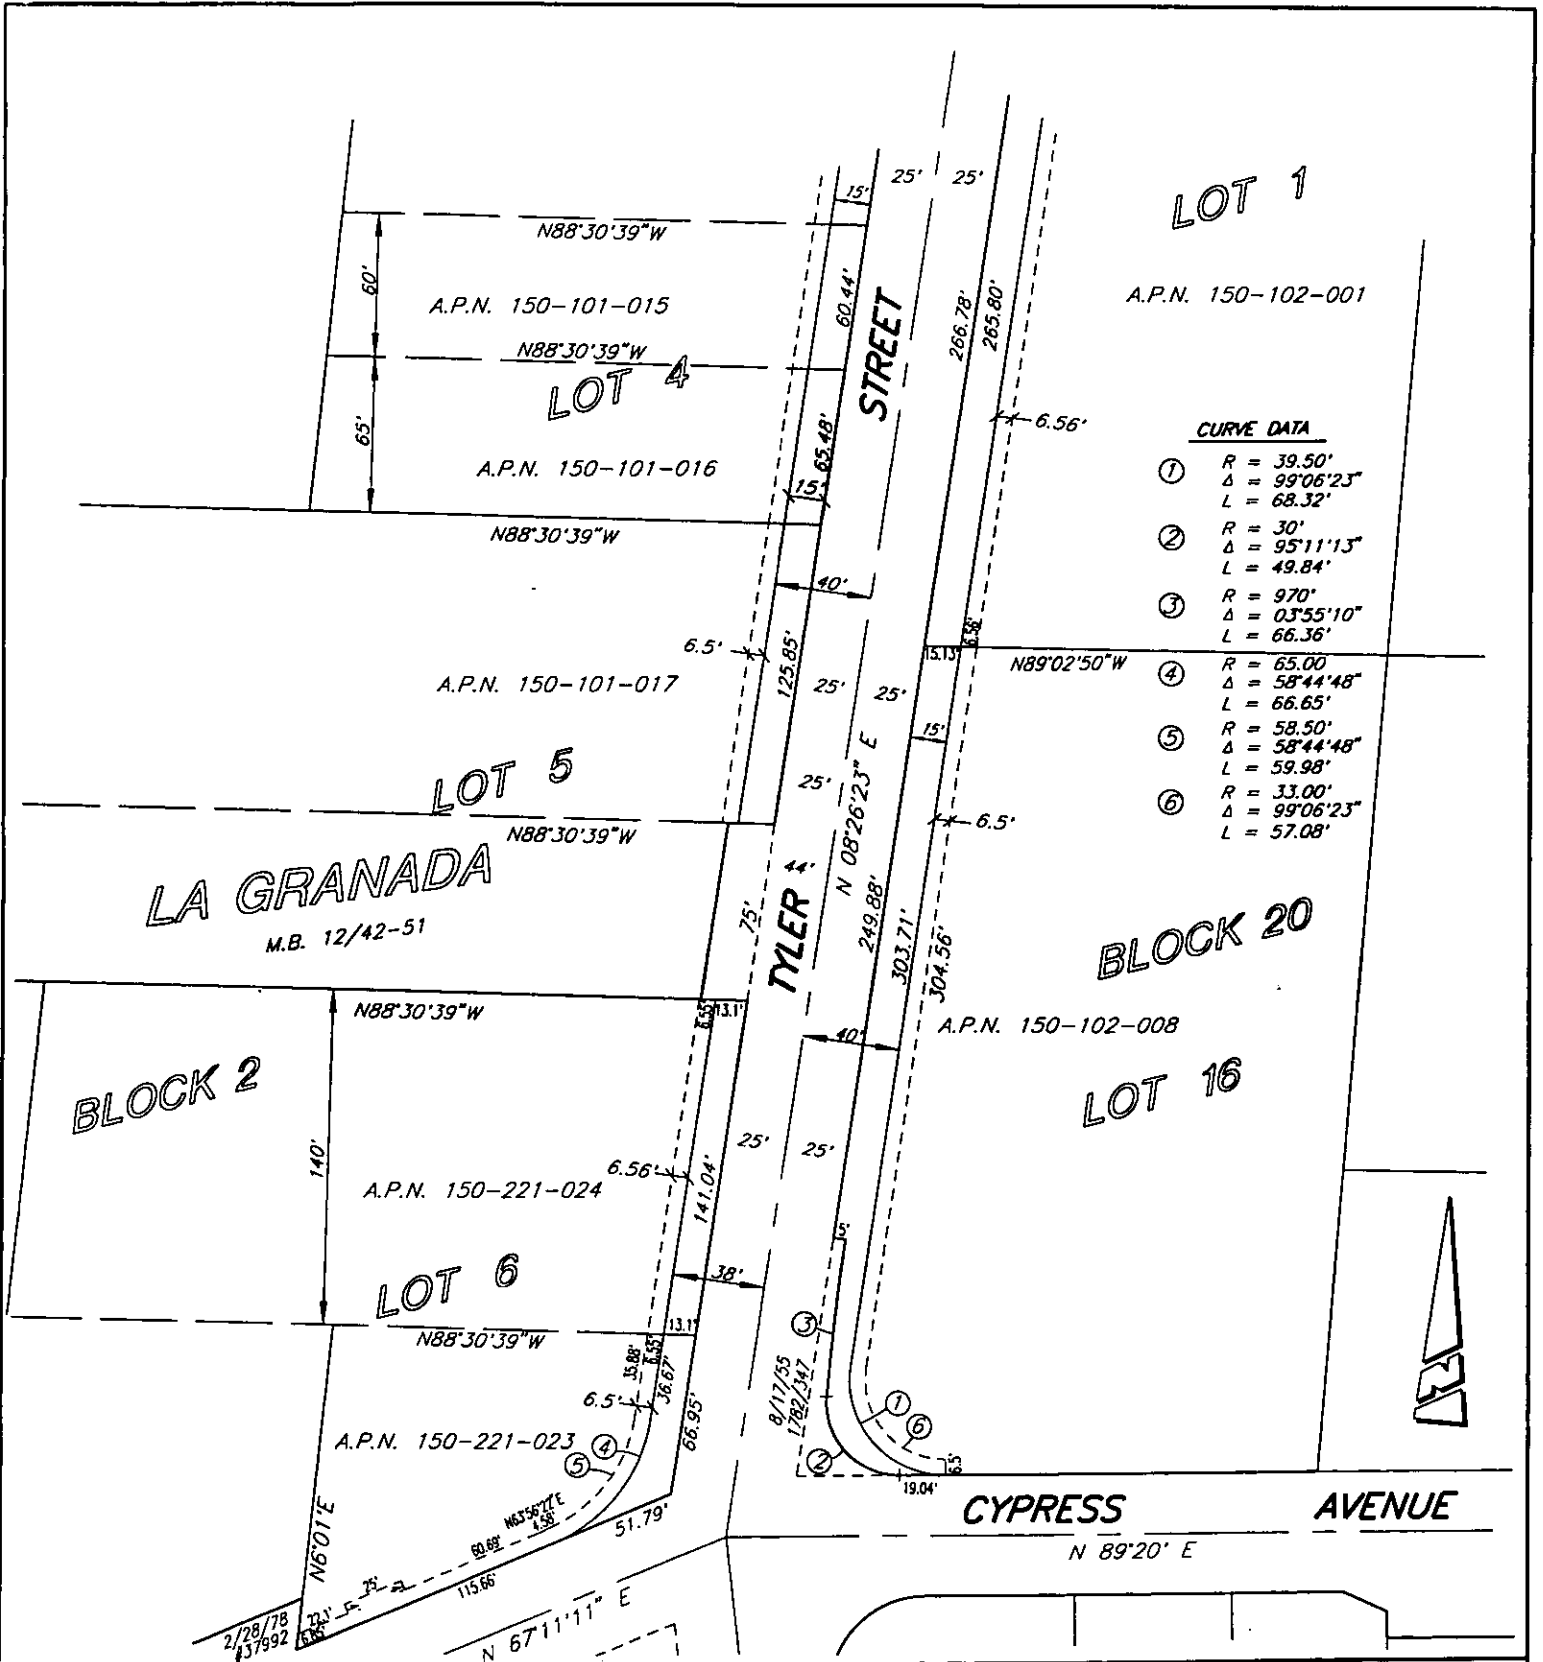 25'
25'
15'
LOT 1
N88°30'39"W
60'
A.P.N. 150-101-015
60.44'
STREET
266.78'
265.80'
A.P.N. 150-102-001
N88°30'39"W
LOT 4
65'
A.P.N. 150-101-016
65.48'
15'
6.56'
N88°30'39"W
CURVE DATA
1 R = 39.50'
Δ = 99°06'23"
L = 68.32'
2 R = 30'
Δ = 95°11'13"
L = 49.84'
3 R = 970'
Δ = 03°55'10"
L = 66.36'
4 R = 65.00
Δ = 58°44'48"
L = 66.65'
5 R = 58.50'
Δ = 58°44'48"
L = 59.98'
6 R = 33.00'
Δ = 99°06'23"
L = 57.08'
40'
6.5'
125.85'
15.13'
6.56'
N89°02'50"W
A.P.N. 150-101-017
25'
25'
15'
LOT 5
25'
N 08°26'23" E
6.5'
N88°30'39"W
LA GRANADA
M.B. 12/42-51
44'
75'
TYLER
249.88'
303.71'
304.56'
BLOCK 20
N88°30'39"W
6.55'
13.1'
A.P.N. 150-102-008
40'
BLOCK 2
LOT 16
140'
25'
25'
6.56'
A.P.N. 150-221-024
141.04'
LOT 6
5'
38'
N88°30'39"W
13.1'
6.55'
35.88'
36.67'
3
6.5'
66.95'
8/17/55
1782/347
1
6
A.P.N. 150-221-023
4
5
2
6.5'
19.04'
N63°56'27"E
4.58'
51.79'
CYPRESS AVENUE
N 89°20' E
N6°01'E
60.69'
25'
115.66'
22.1'
6.85'
2/28/78
#37992
N 67°11'11" E
N